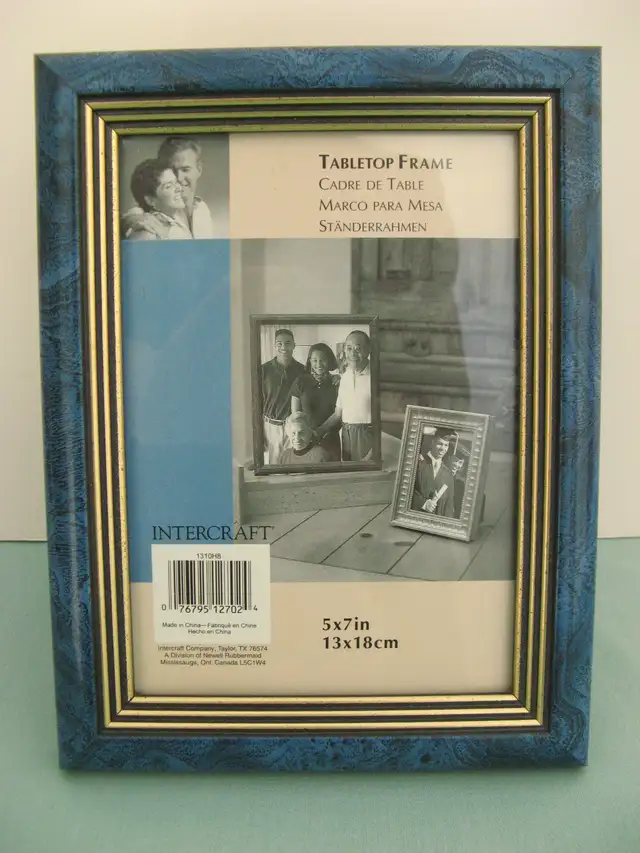 TABLETOP FRAME
CADRE DE TABLE
MARCO PARA MESA
STÄNDERRAHMEN
INTERCRAFT®
1310H8
0 76795 12702 4
Made in China—Fabriqué en Chine
Hecho en China
Intercraft Company, Taylor, TX 76574
A Division of Newell Rubbermaid
Mississauga, Ont. Canada L5C1W4
5x7in
13x18cm